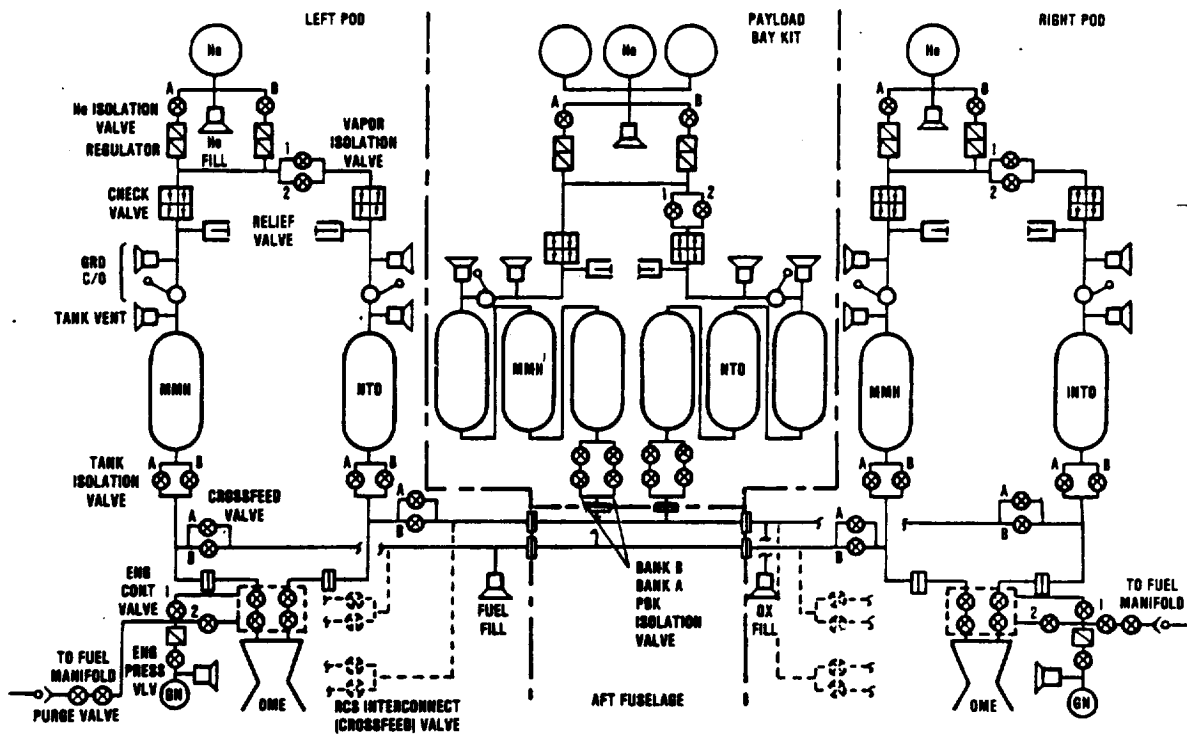 LEFT POD
PAYLOAD
BAY KIT
RIGHT POD
He
He
He
A
B
A
B
A
B
He ISOLATION
VALVE
REGULATOR
He
FILL
VAPOR
ISOLATION
VALVE
1
2
1
2
1
2
CHECK
VALVE
RELIEF
VALVE
GRD
C/O
TANK VENT
MMH
NTO
MMH
NTO
MMH
NTO
TANK
ISOLATION
VALVE
A
B
A
B
A
B
A
B
CROSSFEED
VALVE
A
B
A
B
A
B
A
B
ENG
CONT
VALVE
1
2
FUEL
FILL
BANK B
BANK A
PBK
ISOLATION
VALVE
OX
FILL
2
1
TO FUEL
MANIFOLD
TO FUEL
MANIFOLD
PURGE VALVE
ENG
PRESS
VLV
GN
OME
RCS INTERCONNECT
(CROSSFEED) VALVE
AFT FUSELAGE
OME
GN